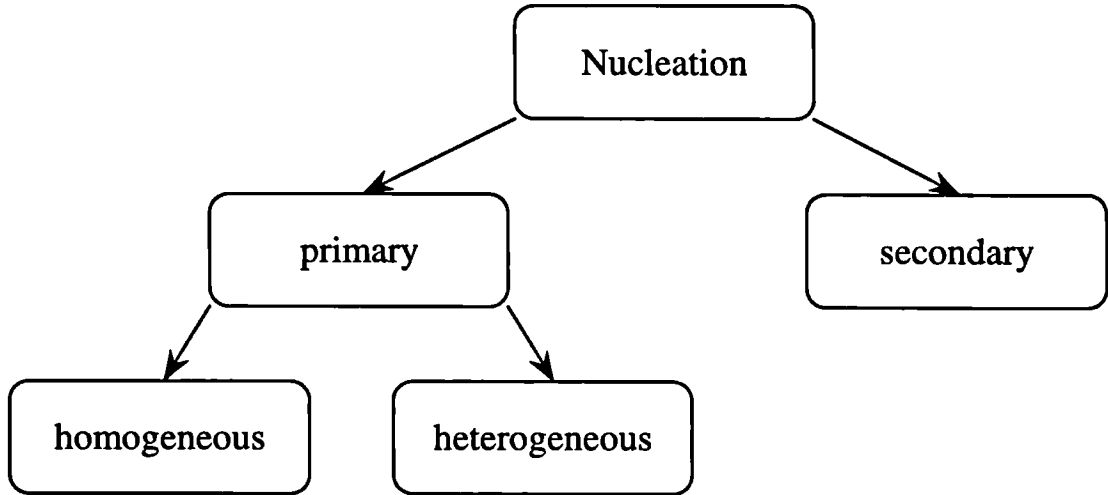 Nucleation
primary
secondary
homogeneous
heterogeneous